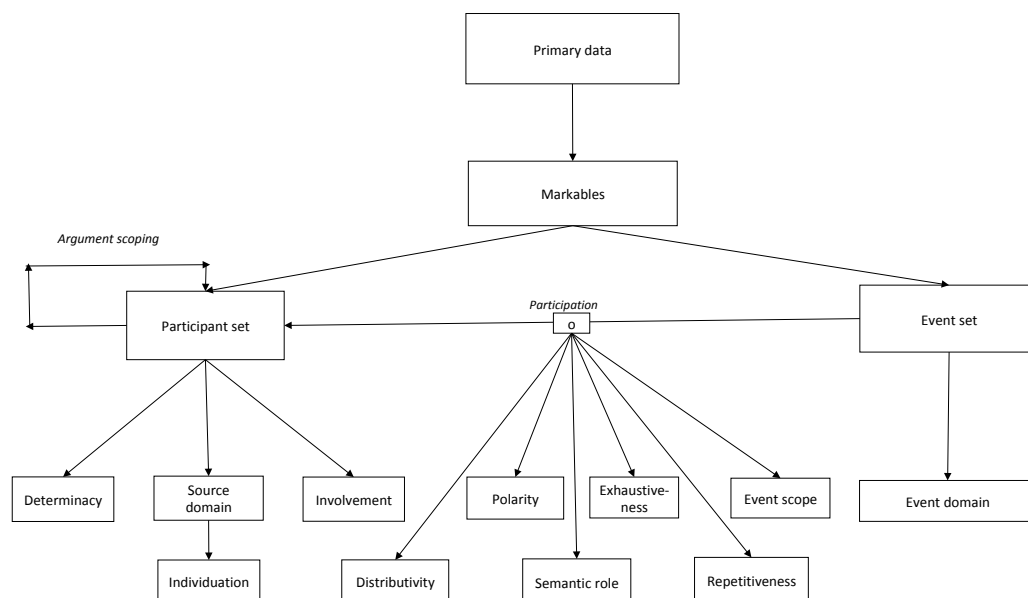 Primary data
Markables
Argument scoping
Participant set
Participation
o
Event set
Determinacy
Source
domain
Involvement
Polarity
Exhaustive-
ness
Event scope
Event domain
Individuation
Distributivity
Semantic role
Repetitiveness